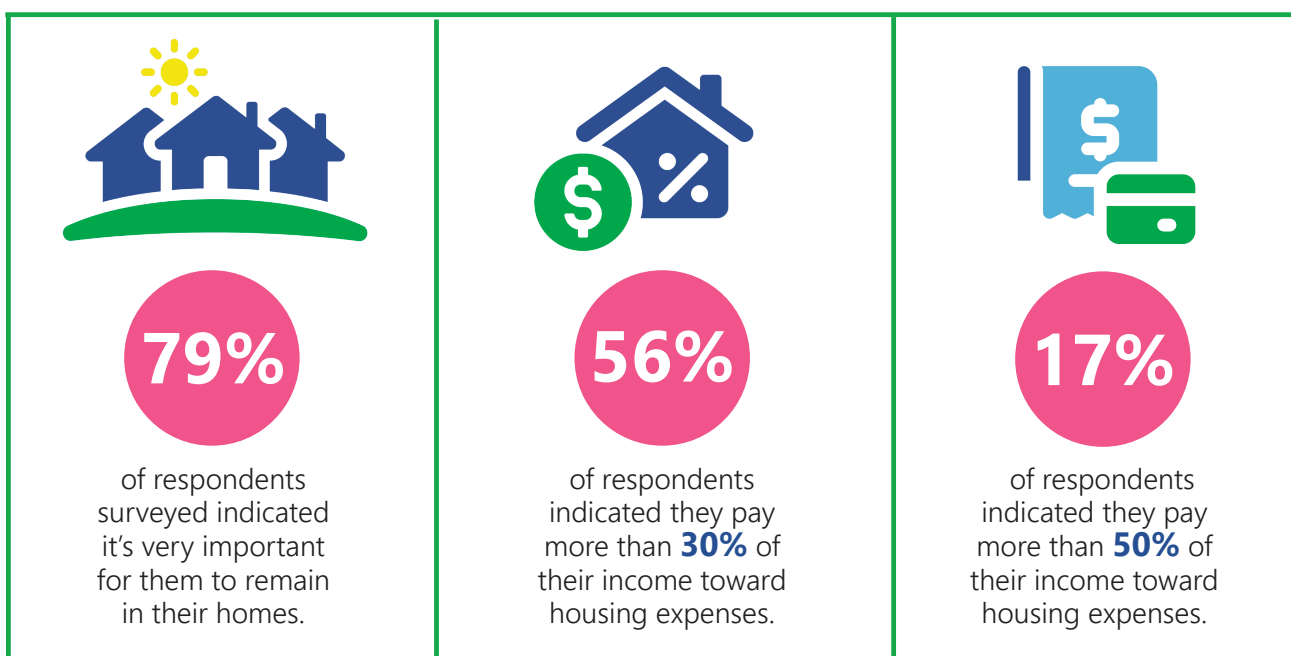 79%
of respondents
surveyed indicated
it's very important
for them to remain
in their homes.
56%
of respondents
indicated they pay
more than 30% of
their income toward
housing expenses.
17%
of respondents
indicated they pay
more than 50% of
their income toward
housing expenses.